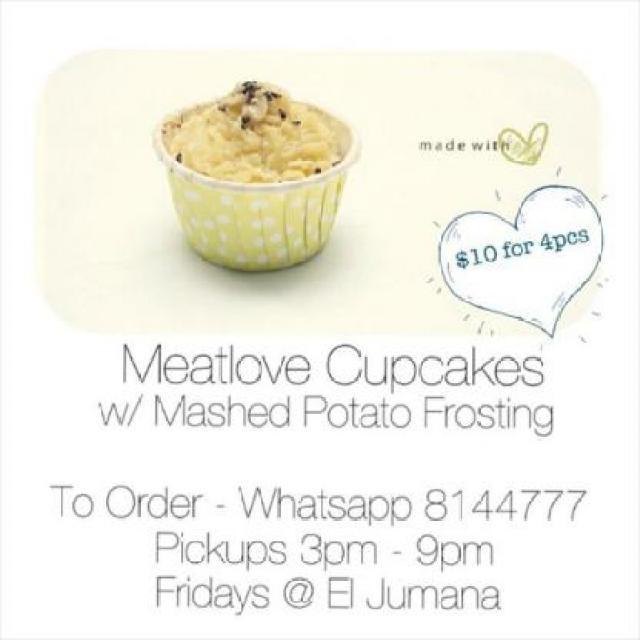 made with
$10 for 4pcs
Meatlove Cupcakes
w/ Mashed Potato Frosting
To Order - Whatsapp 8144777
Pickups 3pm - 9pm
Fridays @ El Jumana